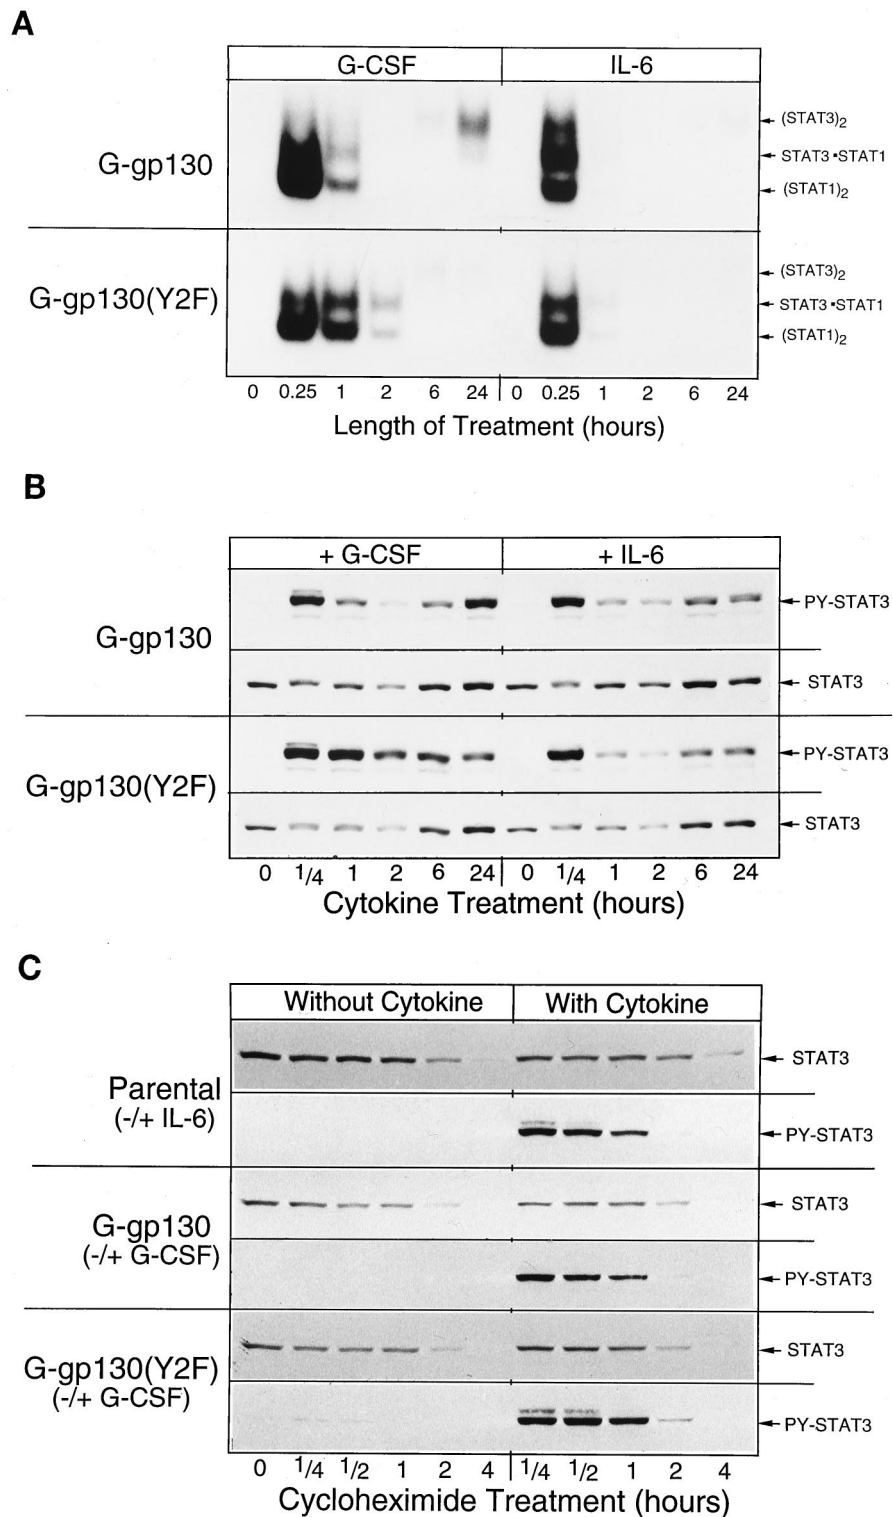 A
G-CSF IL-6
G-gp130
(STAT3)2
STAT3▪STAT1
(STAT1)2
G-gp130(Y2F)
(STAT3)2
STAT3▪STAT1
(STAT1)2
0 0.25 1 2 6 24 0 0.25 1 2 6 24
Length of Treatment (hours)
B
+ G-CSF + IL-6
G-gp130
PY-STAT3
STAT3
G-gp130(Y2F)
PY-STAT3
STAT3
0 1/4 1 2 6 24 0 1/4 1 2 6 24
Cytokine Treatment (hours)
C
Without Cytokine With Cytokine
Parental
(-/+ IL-6)
STAT3
PY-STAT3
G-gp130
(-/+ G-CSF)
STAT3
PY-STAT3
G-gp130(Y2F)
(-/+ G-CSF)
STAT3
PY-STAT3
0 1/4 1/2 1 2 4 1/4 1/2 1 2 4
Cycloheximide Treatment (hours)